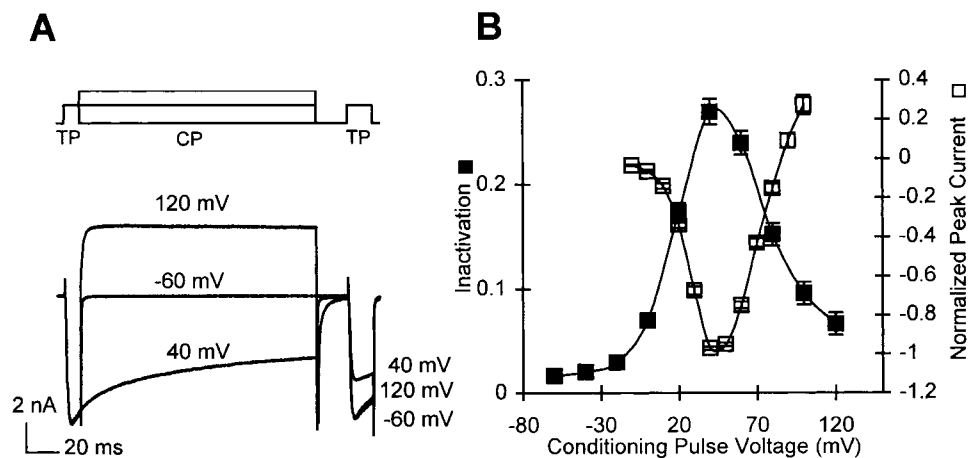 A
TP
CP
TP
120 mV
-60 mV
40 mV
40 mV
120 mV
-60 mV
2 nA
20 ms
B
Inactivation
0.3
0.2
0.1
0
-80
-30
20
70
120
Conditioning Pulse Voltage (mV)
0.4
0.2
0
-0.2
-0.4
-0.6
-0.8
-1
-1.2
Normalized Peak Current